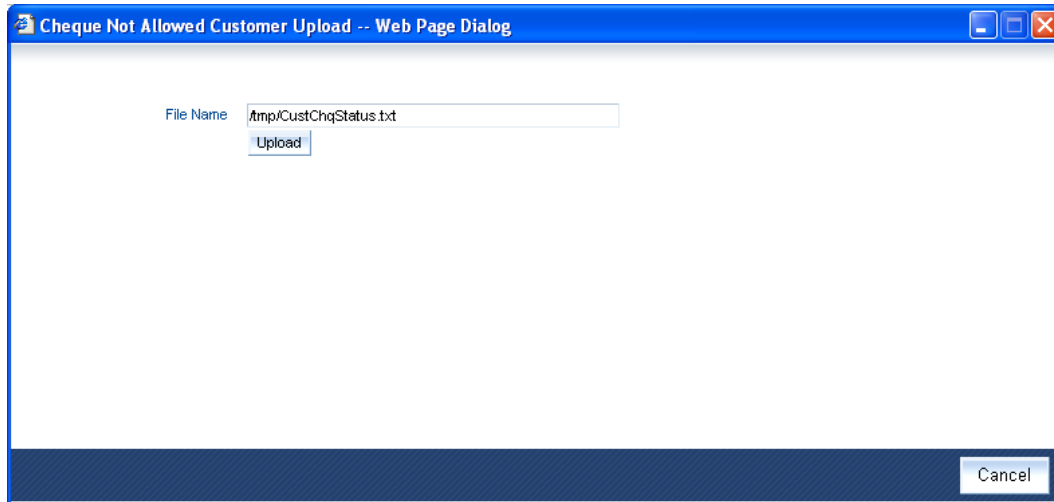 Cheque Not Allowed Customer Upload -- Web Page Dialog
File Name /tmp/CustChqStatus.txt
Upload
Cancel